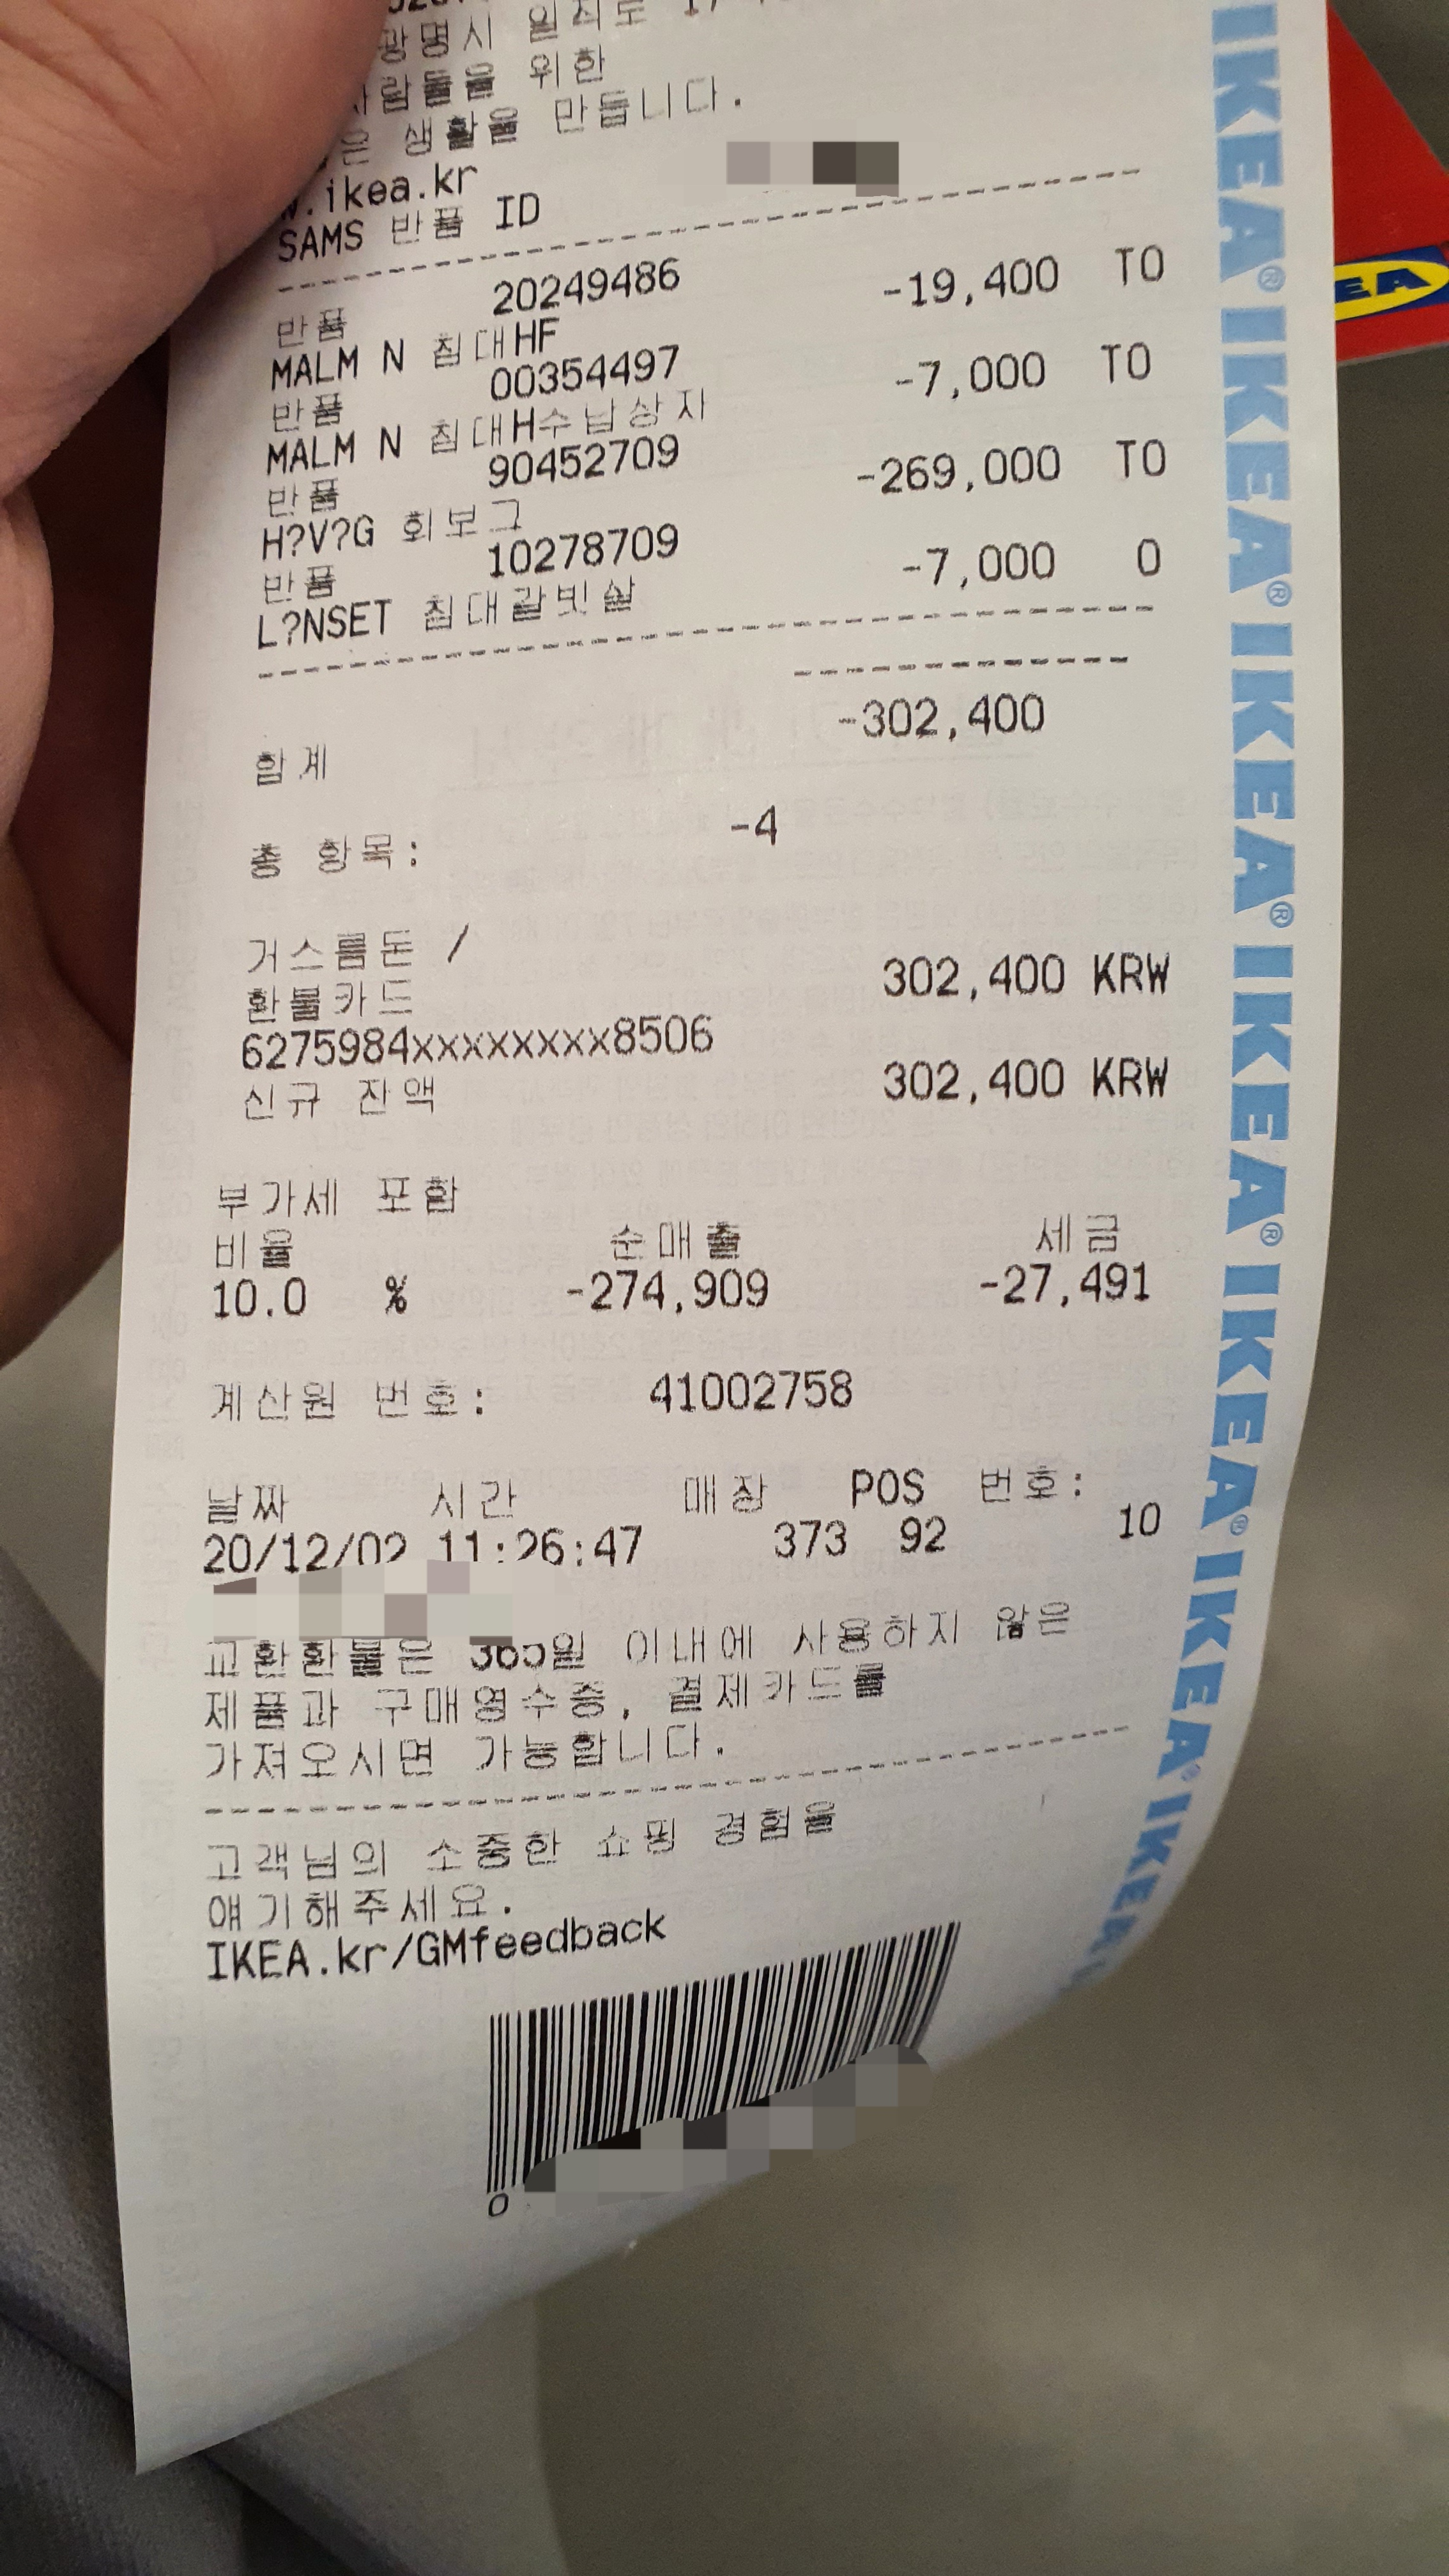 광명시 일직로 17
사람들을 위한
은 생활을 만듭니다.
w.ikea.kr
SAMS 반품 ID
반품 20249486 -19,400 TO
MALM N 침대HF
반품 00354497 -7,000 TO
MALM N 침대H수납상자
반품 90452709 -269,000 TO
H?V?G 회보그
반품 10278709 -7,000 O
L?NSET 침대갈빗살
합계 -302,400
총 항목: -4
거스름돈 /
환불카드 302,400 KRW
6275984xxxxxxxx8506
신규 잔액 302,400 KRW
부가세 포함
비율 순매출 세금
10.0 % -274,909 -27,491
계산원 번호: 41002758
날짜 시간 매장 POS 번호:
20/12/02 11:26:47 373 92 10
교환환불은 365일 이내에 사용하지 않은
제품과 구매영수증, 결제카드를
가져오시면 가능합니다.
고객님의 소중한 쇼핑 경험을
얘기해주세요.
IKEA.kr/GMfeedback
0
IKEA® IKEA® IKEA® IKEA® IKEA® IKEA® IKEA
EA